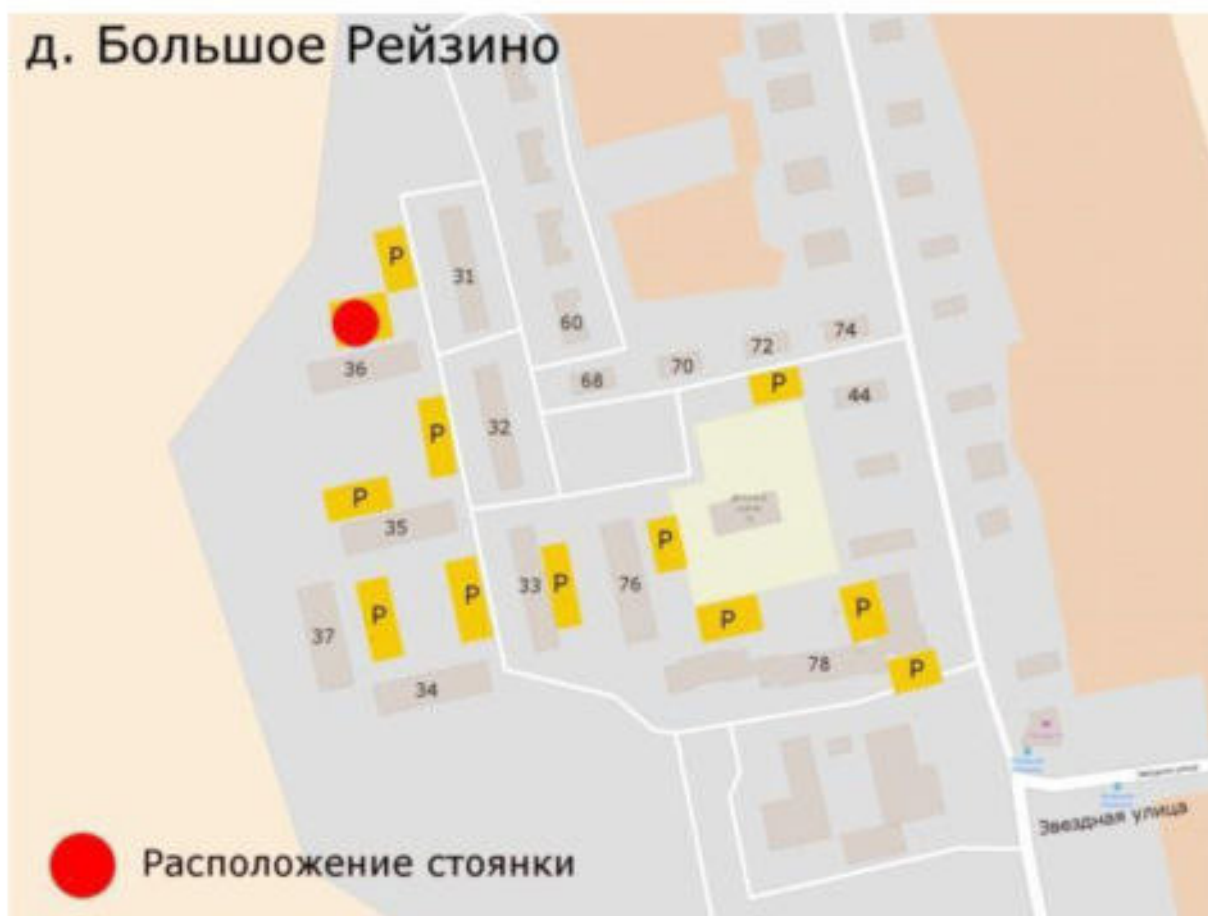 д. Большое Рейзино
P
31
60
36
68
70
72
74
P
44
P
32
P
35
P
33
P
76
P
37
P
P
P
P
34
78
P
Звездная улица
Расположение стоянки